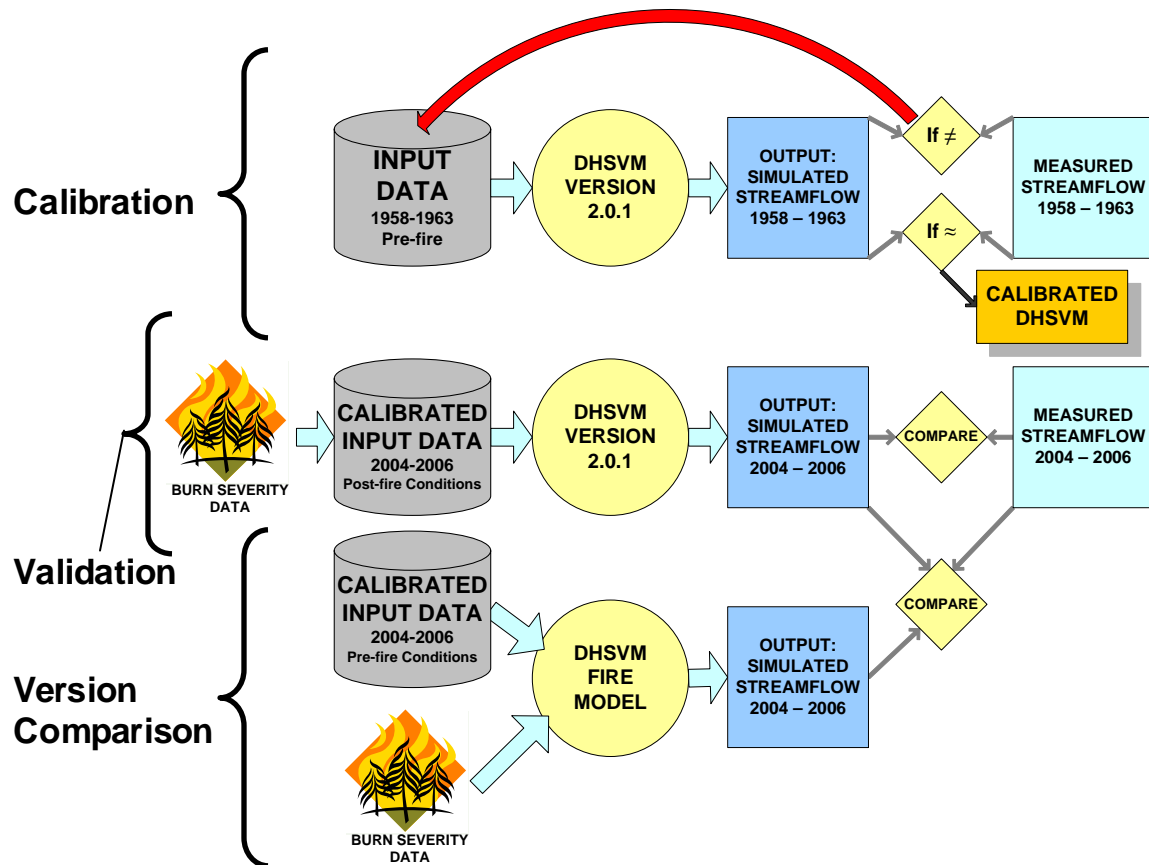 Calibration
INPUT
DATA
1958-1963
Pre-fire
DHSVM
VERSION
2.0.1
OUTPUT:
SIMULATED
STREAMFLOW
1958 – 1963
If ≠
If ≈
MEASURED
STREAMFLOW
1958 – 1963
CALIBRATED
DHSVM
Validation
BURN SEVERITY
DATA
CALIBRATED
INPUT DATA
2004-2006
Post-fire Conditions
DHSVM
VERSION
2.0.1
OUTPUT:
SIMULATED
STREAMFLOW
2004 – 2006
COMPARE
MEASURED
STREAMFLOW
2004 – 2006
Version
Comparison
CALIBRATED
INPUT DATA
2004-2006
Pre-fire Conditions
BURN SEVERITY
DATA
DHSVM
FIRE
MODEL
OUTPUT:
SIMULATED
STREAMFLOW
2004 – 2006
COMPARE